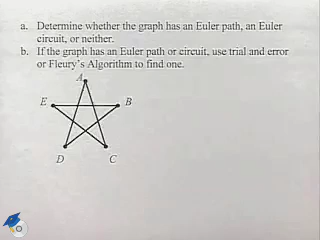 a. Determine whether the graph has an Euler path, an Euler
circuit, or neither.
b. If the graph has an Euler path or circuit, use trial and error
or Fleury's Algorithm to find one.
A
E B
D C